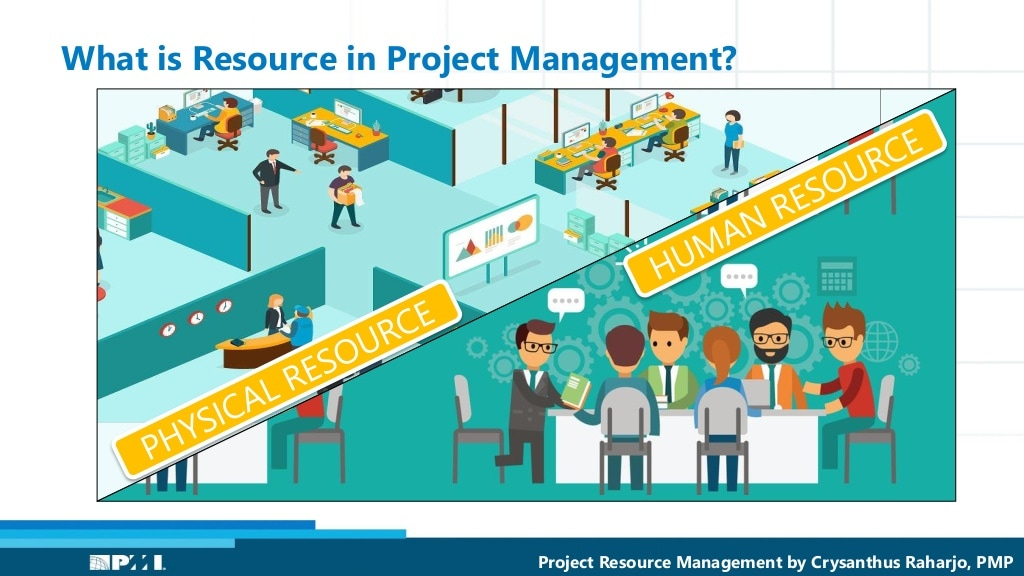 What is Resource in Project Management?
HUMAN RESOURCE
PHYSICAL RESOURCE
PMI
Project Resource Management by Crysanthus Raharjo, PMP